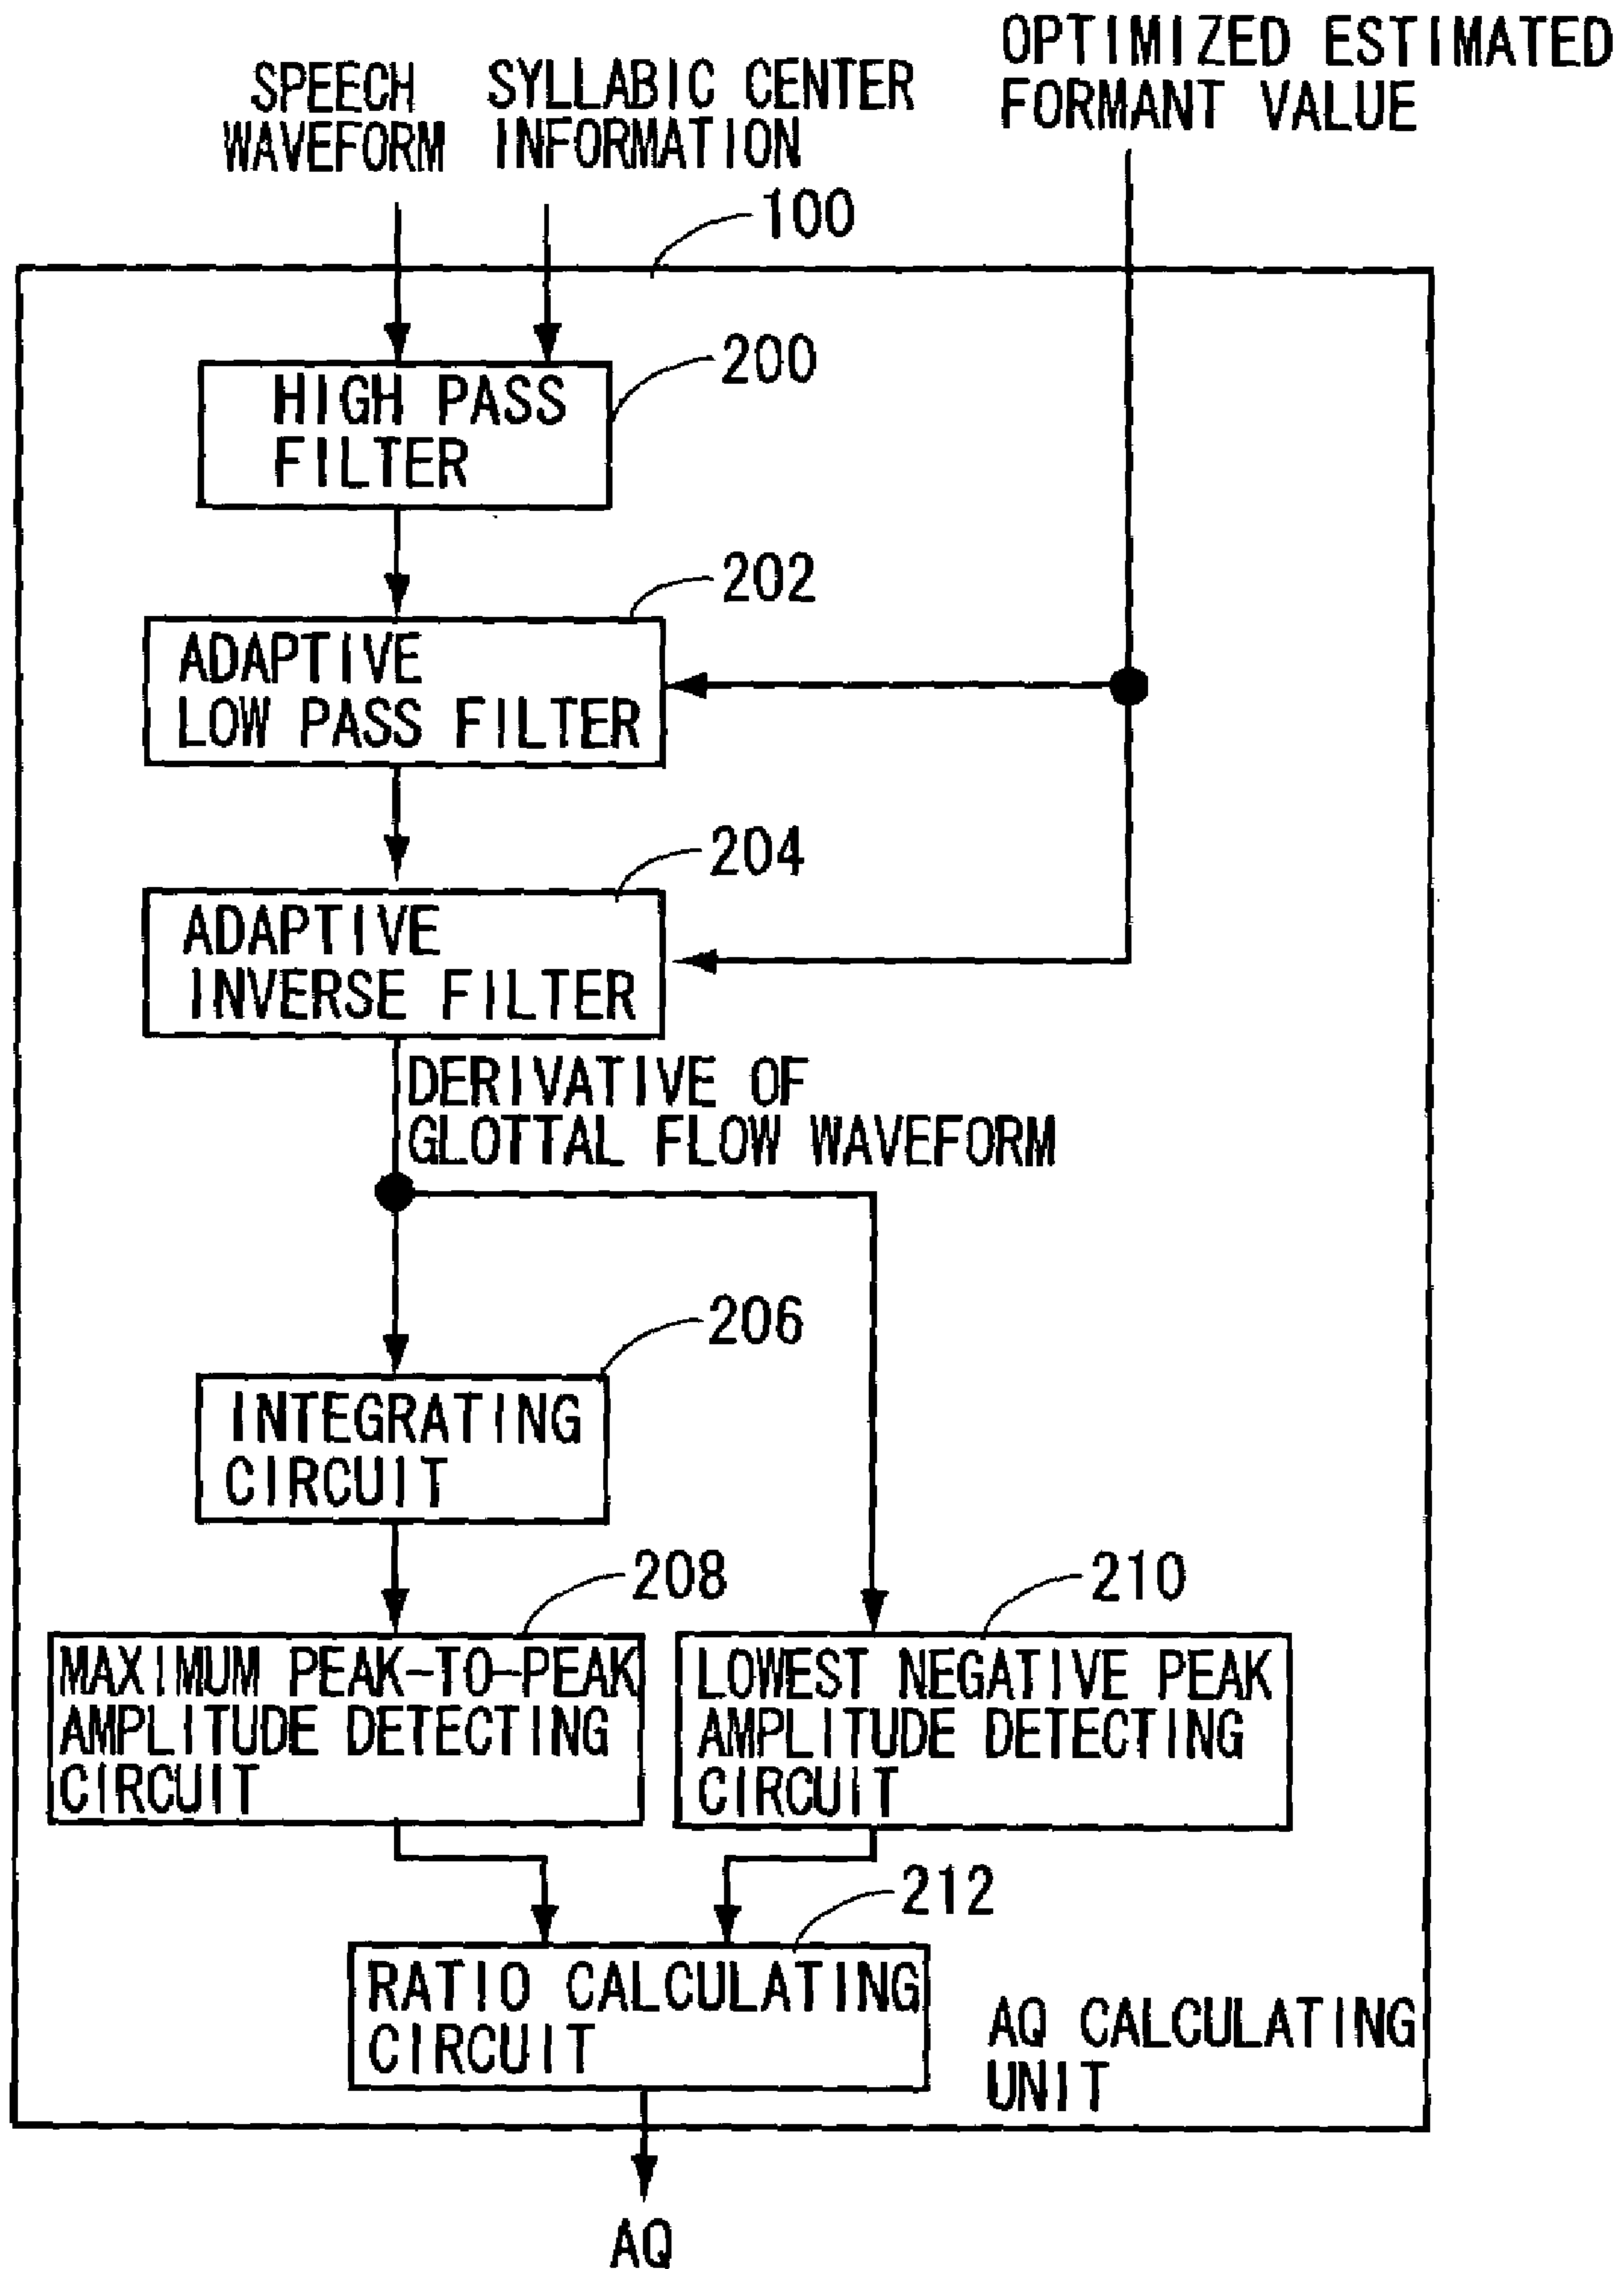 OPTIMIZED ESTIMATED
FORMANT VALUE
SPEECH
WAVEFORM
SYLLABIC CENTER
INFORMATION
100
200
HIGH PASS
FILTER
202
ADAPTIVE
LOW PASS FILTER
204
ADAPTIVE
INVERSE FILTER
DERIVATIVE OF
GLOTTAL FLOW WAVEFORM
206
INTEGRATING
CIRCUIT
208
MAXIMUM PEAK-TO-PEAK
AMPLITUDE DETECTING
CIRCUIT
210
LOWEST NEGATIVE PEAK
AMPLITUDE DETECTING
CIRCUIT
212
RATIO CALCULATING
CIRCUIT
AQ CALCULATING
UNIT
AQ